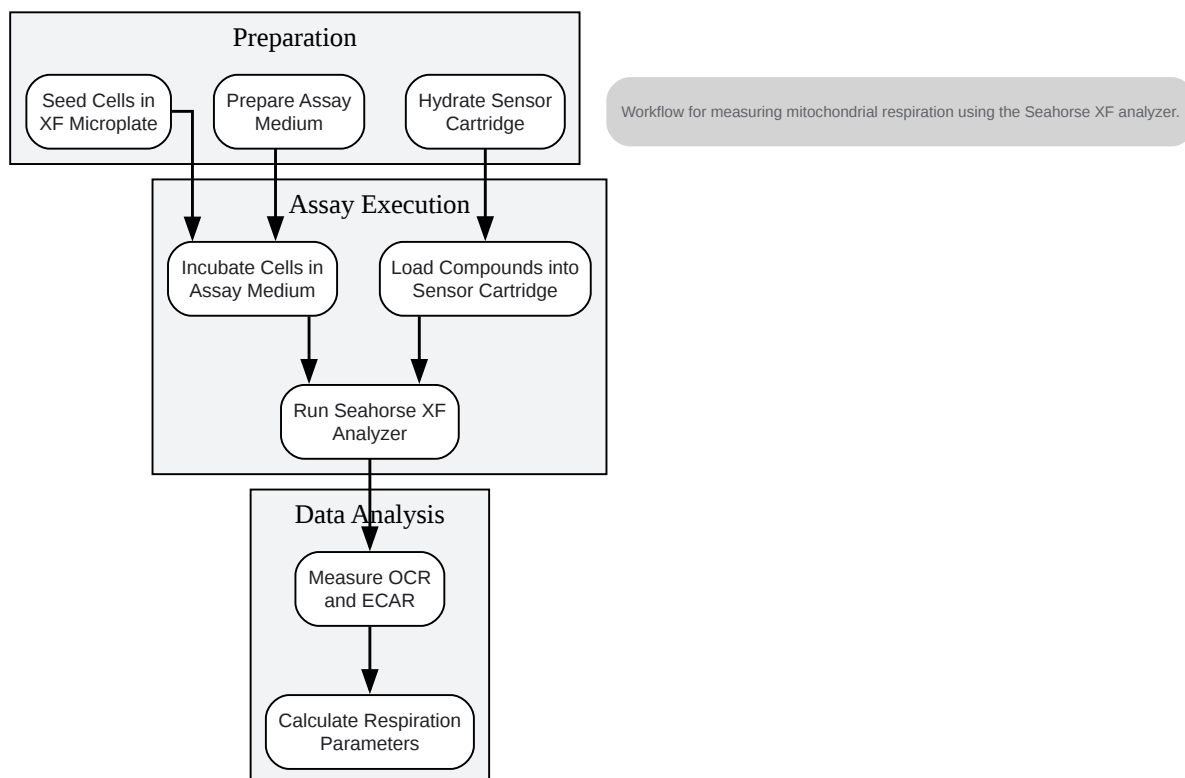 Preparation
Seed Cells in
XF Microplate
Prepare Assay
Medium
Hydrate Sensor
Cartridge
Workflow for measuring mitochondrial respiration using the Seahorse XF analyzer.
Assay Execution
Incubate Cells in
Assay Medium
Load Compounds into
Sensor Cartridge
Run Seahorse XF
Analyzer
Data Analysis
Measure OCR
and ECAR
Calculate Respiration
Parameters